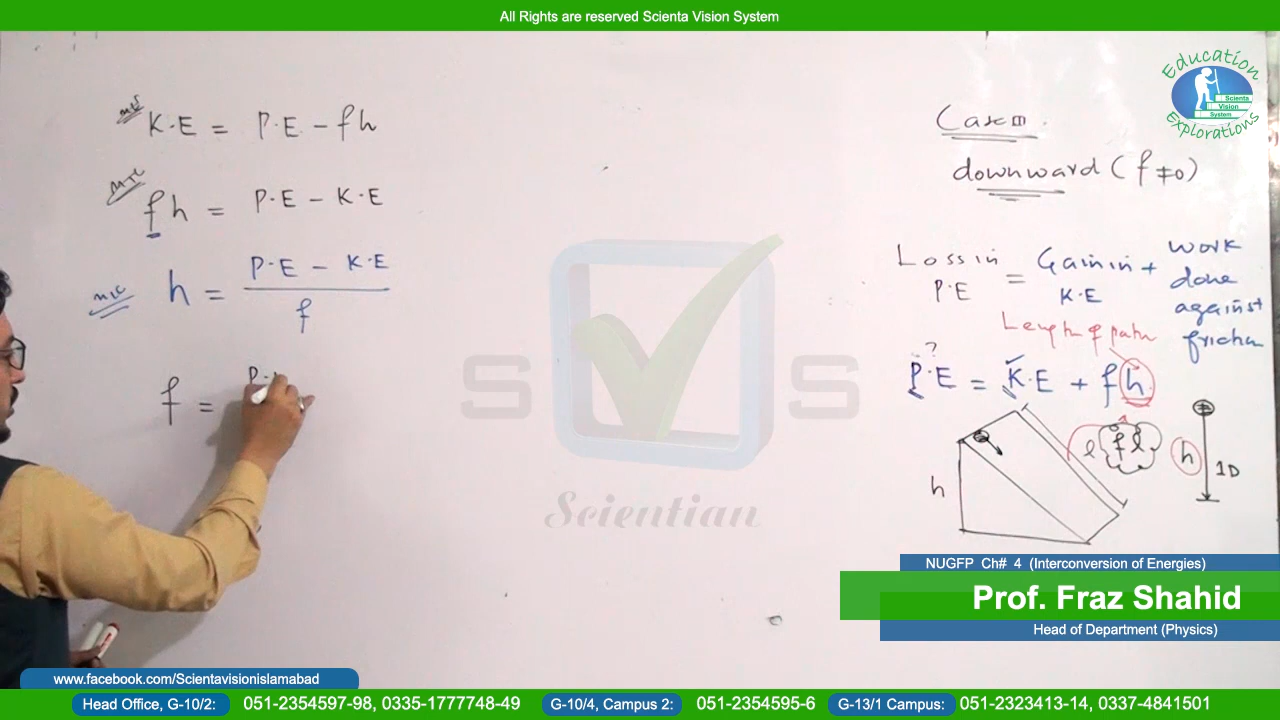 All Rights are reserved Scienta Vision System
Education
Scienta
Vision
System
Explorations
MC K.E = P.E - fh
MC fh = P.E - K.E
MC h = P.E - K.E / f
f = P.
Case III.
downward (f ≠ 0)
Loss in P.E = Gain in K.E + work done against friction
Length of path
?
P.E = K.E + fh
l fl h 1D
h
S S
Scientian
NUGFP Ch# 4 (Interconversion of Energies)
Prof. Fraz Shahid
Head of Department (Physics)
www.facebook.com/Scientavisionislamabad
Head Office, G-10/2: 051-2354597-98, 0335-1777748-49 G-10/4, Campus 2: 051-2354595-6 G-13/1 Campus: 051-2323413-14, 0337-4841501